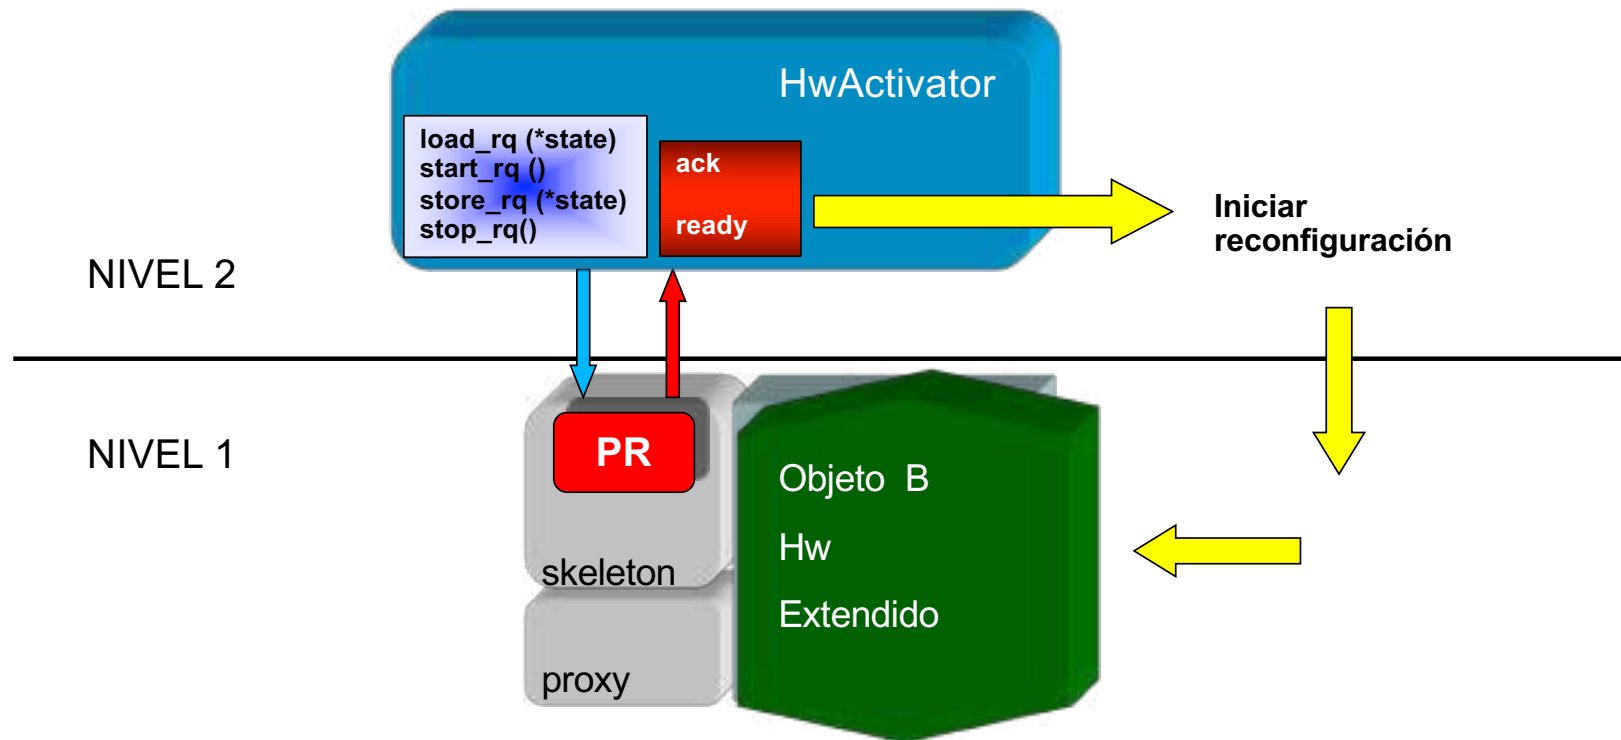 HwActivator
load_rq (*state)
start_rq ()
store_rq (*state)
stop_rq()
ack
ready
Iniciar
reconfiguración
NIVEL 2
NIVEL 1
PR
skeleton
proxy
Objeto B
Hw
Extendido